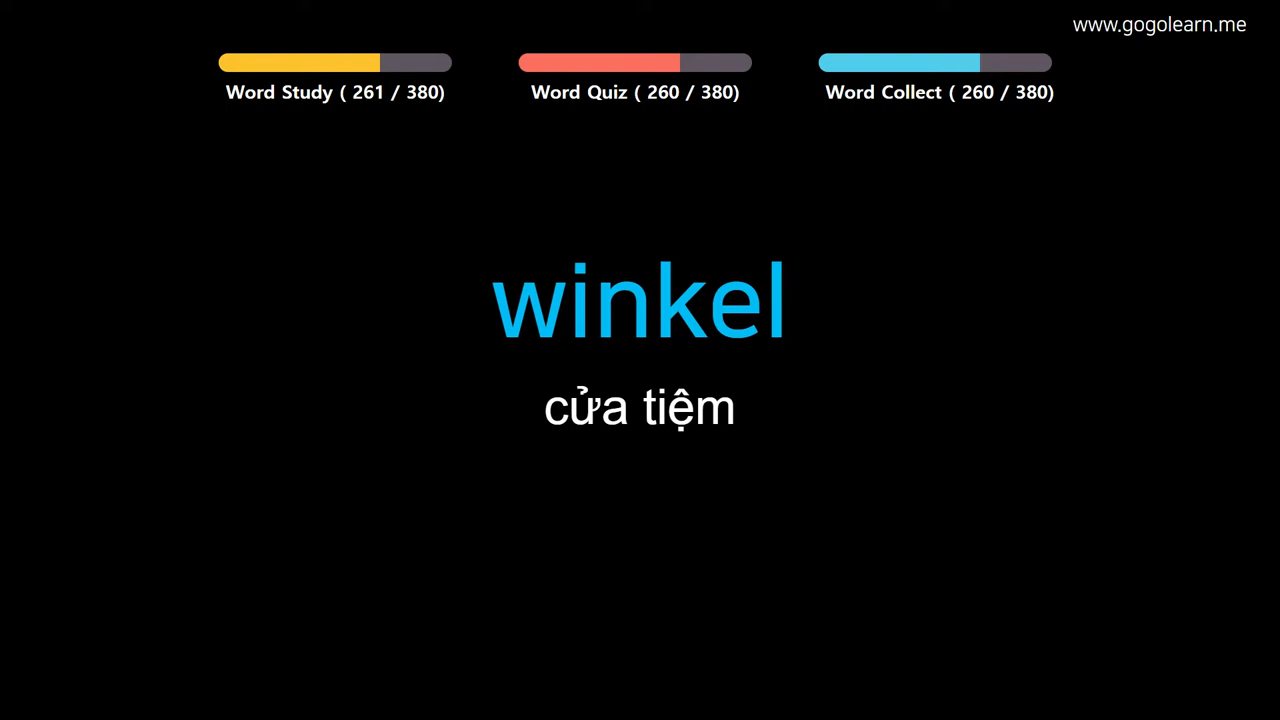 www.gogolearn.me
Word Study ( 261 / 380)
Word Quiz ( 260 / 380)
Word Collect ( 260 / 380)
winkel
cửa tiệm